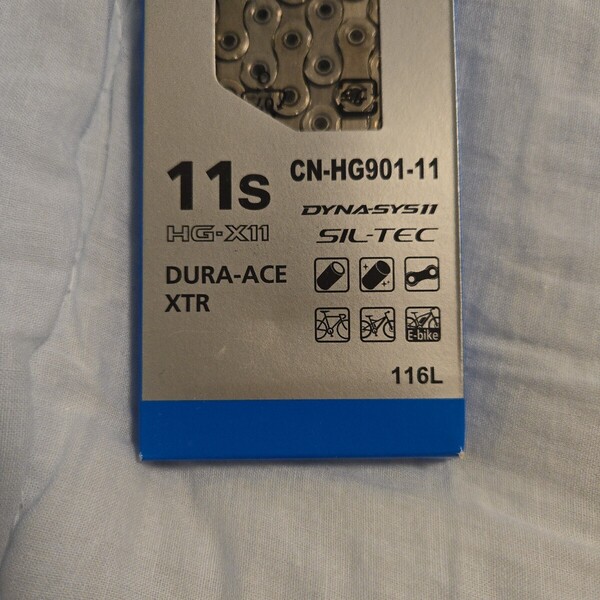 11s
CN-HG901-11
HG-X11
DYNA-SYS11
SIL-TEC
DURA-ACE
XTR
E-bike
116L